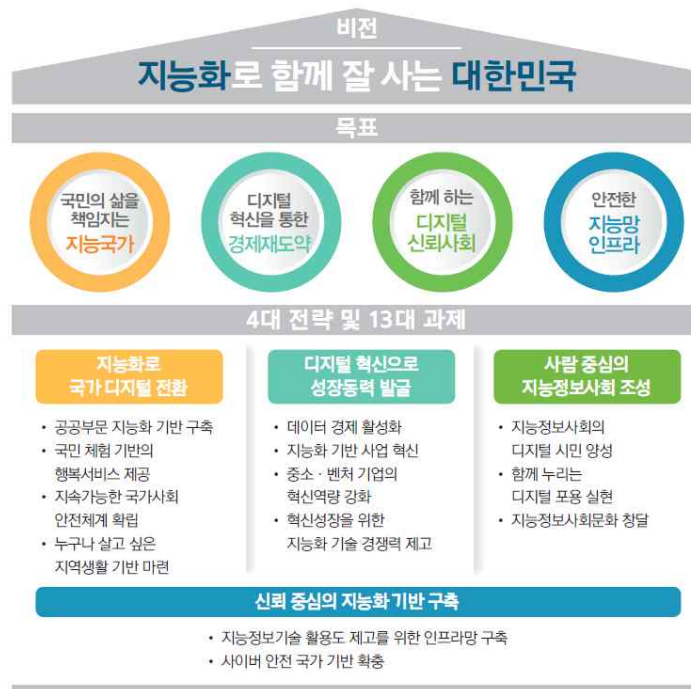 비전
지능화로 함께 잘 사는 대한민국
목표
국민의 삶을
책임지는
지능국가
디지털
혁신을 통한
경제재도약
함께 하는
디지털
신뢰사회
안전한
지능망
인프라
4대 전략 및 13대 과제
지능화로
국가 디지털 전환
• 공공부문 지능화 기반 구축
• 국민 체험 기반의
행복서비스 제공
• 지속가능한 국가사회
안전체계 확립
• 누구나 살고 싶은
지역생활 기반 마련
디지털 혁신으로
성장동력 발굴
• 데이터 경제 활성화
• 지능화 기반 사업 혁신
• 중소 · 벤처 기업의
혁신역량 강화
• 혁신성장을 위한
지능화 기술 경쟁력 제고
사람 중심의
지능정보사회 조성
• 지능정보사회의
디지털 시민 양성
• 함께 누리는
디지털 포용 실현
• 지능정보사회문화 창달
신뢰 중심의 지능화 기반 구축
• 지능정보기술 활용도 제고를 위한 인프라망 구축
• 사이버 안전 국가 기반 확충